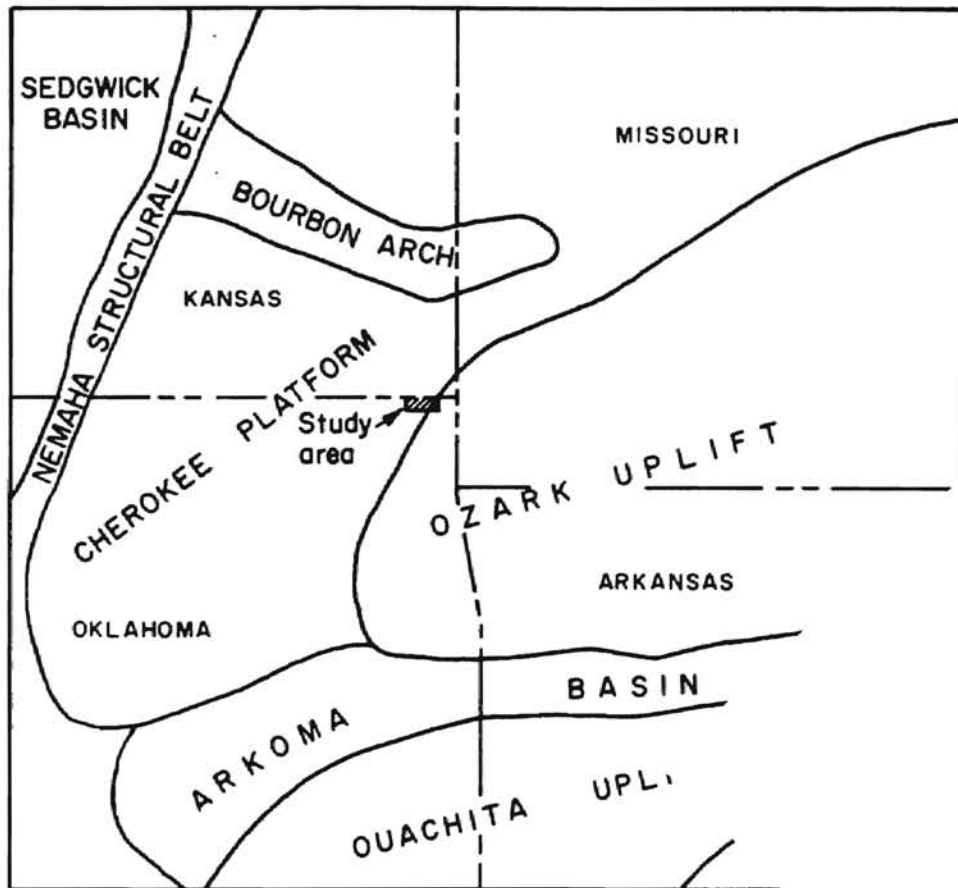 SEDGWICK
BASIN
NEMAHA STRUCTURAL BELT
MISSOURI
BOURBON ARCH
KANSAS
CHEROKEE PLATFORM
Study
area
OZARK UPLIFT
ARKANSAS
OKLAHOMA
ARKOMA BASIN
OUACHITA UPL.